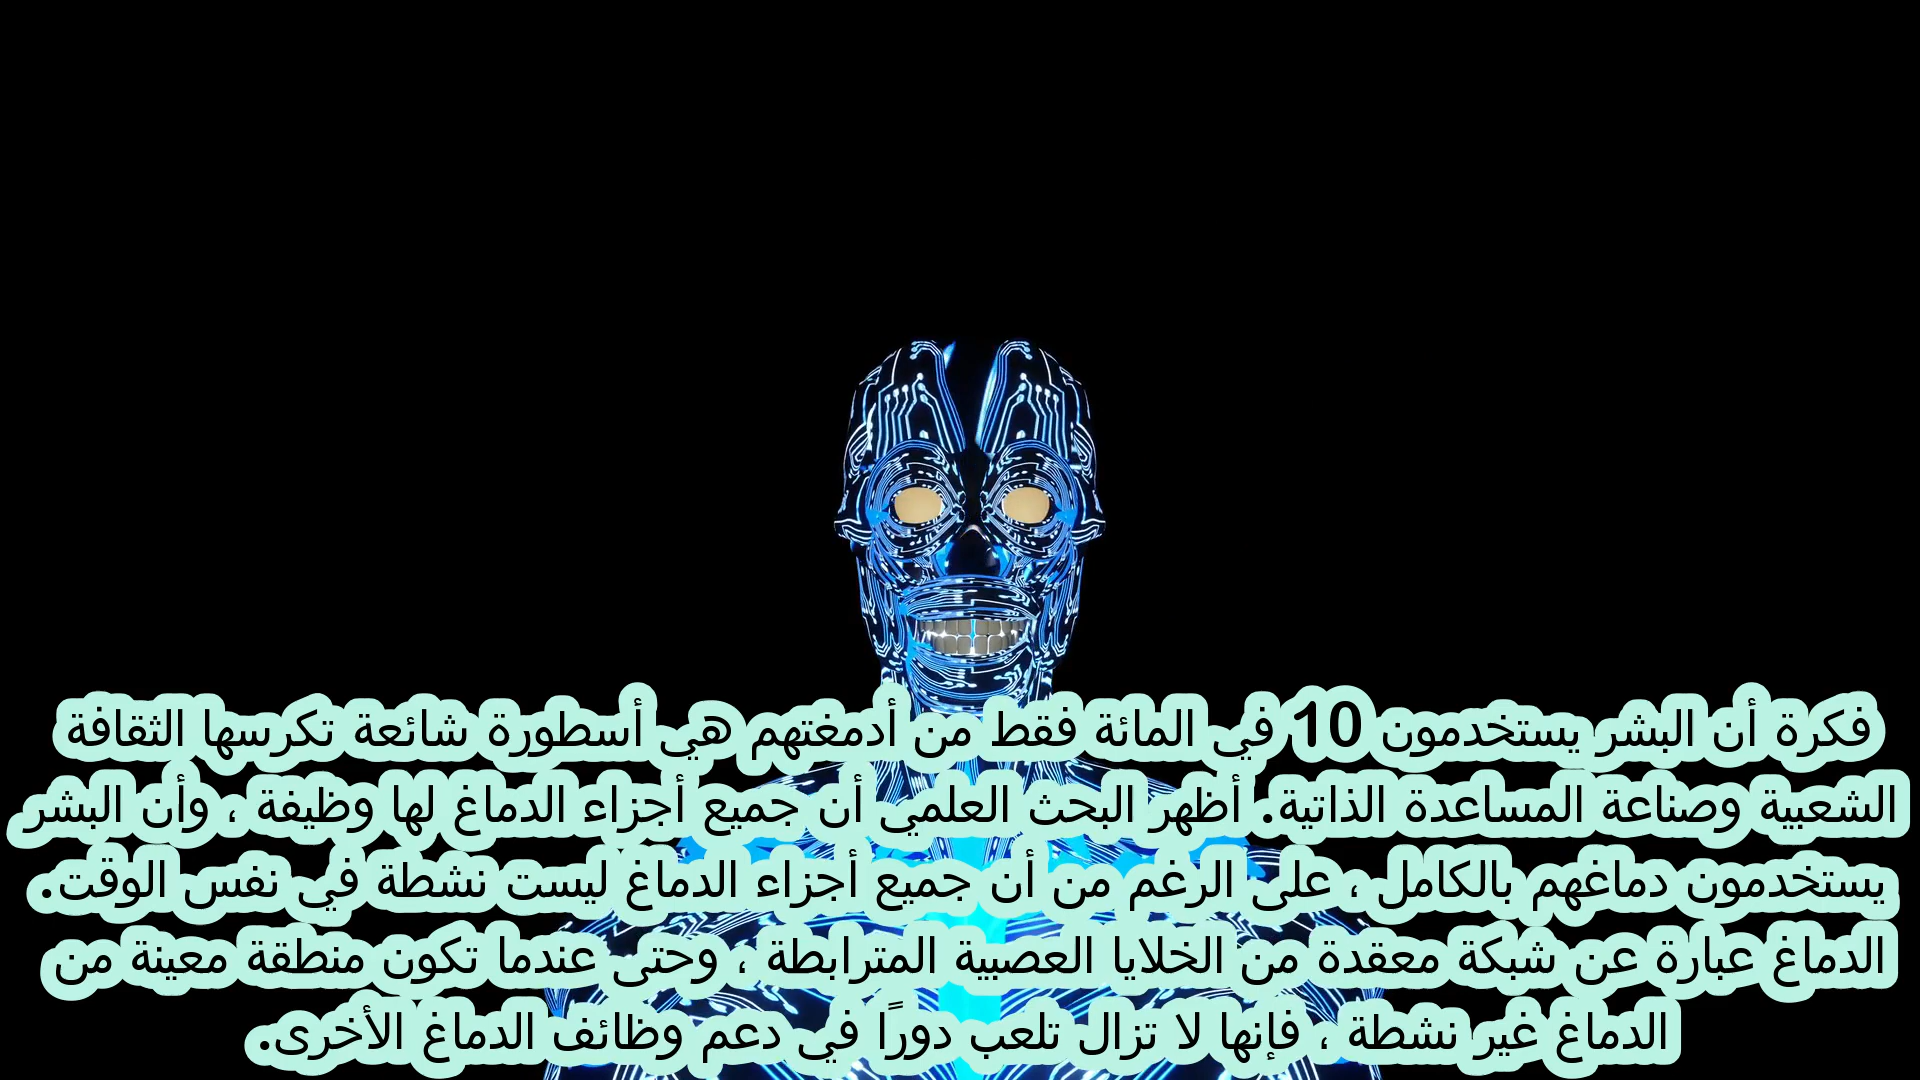 فكرة أن البشر يستخدمون 10 في المائة فقط من أدمغتهم هي أسطورة شائعة تكرسها الثقافة
الشعبية وصناعة المساعدة الذاتية. أظهر البحث العلمي أن جميع أجزاء الدماغ لها وظيفة ، وأن البشر
يستخدمون دماغهم بالكامل ، على الرغم من أن جميع أجزاء الدماغ ليست نشطة في نفس الوقت.
الدماغ عبارة عن شبكة معقدة من الخلايا العصبية المترابطة ، وحتى عندما تكون منطقة معينة من
الدماغ غير نشطة ، فإنها لا تزال تلعب دورًا في دعم وظائف الدماغ الأخرى.